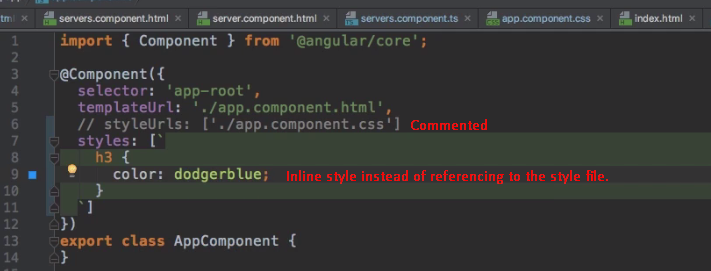 tml × servers.component.html × server.component.html × servers.component.ts × app.component.css × index.html ×
1 import { Component } from '@angular/core';
2
3 @Component({
4 selector: 'app-root',
5 templateUrl: './app.component.html',
6 // styleUrls: ['./app.component.css'] Commented
7 styles: [`
8 h3 {
9 color: dodgerblue; Inline style instead of referencing to the style file.
10 }
11 `]
12 })
13 export class AppComponent {
14 }